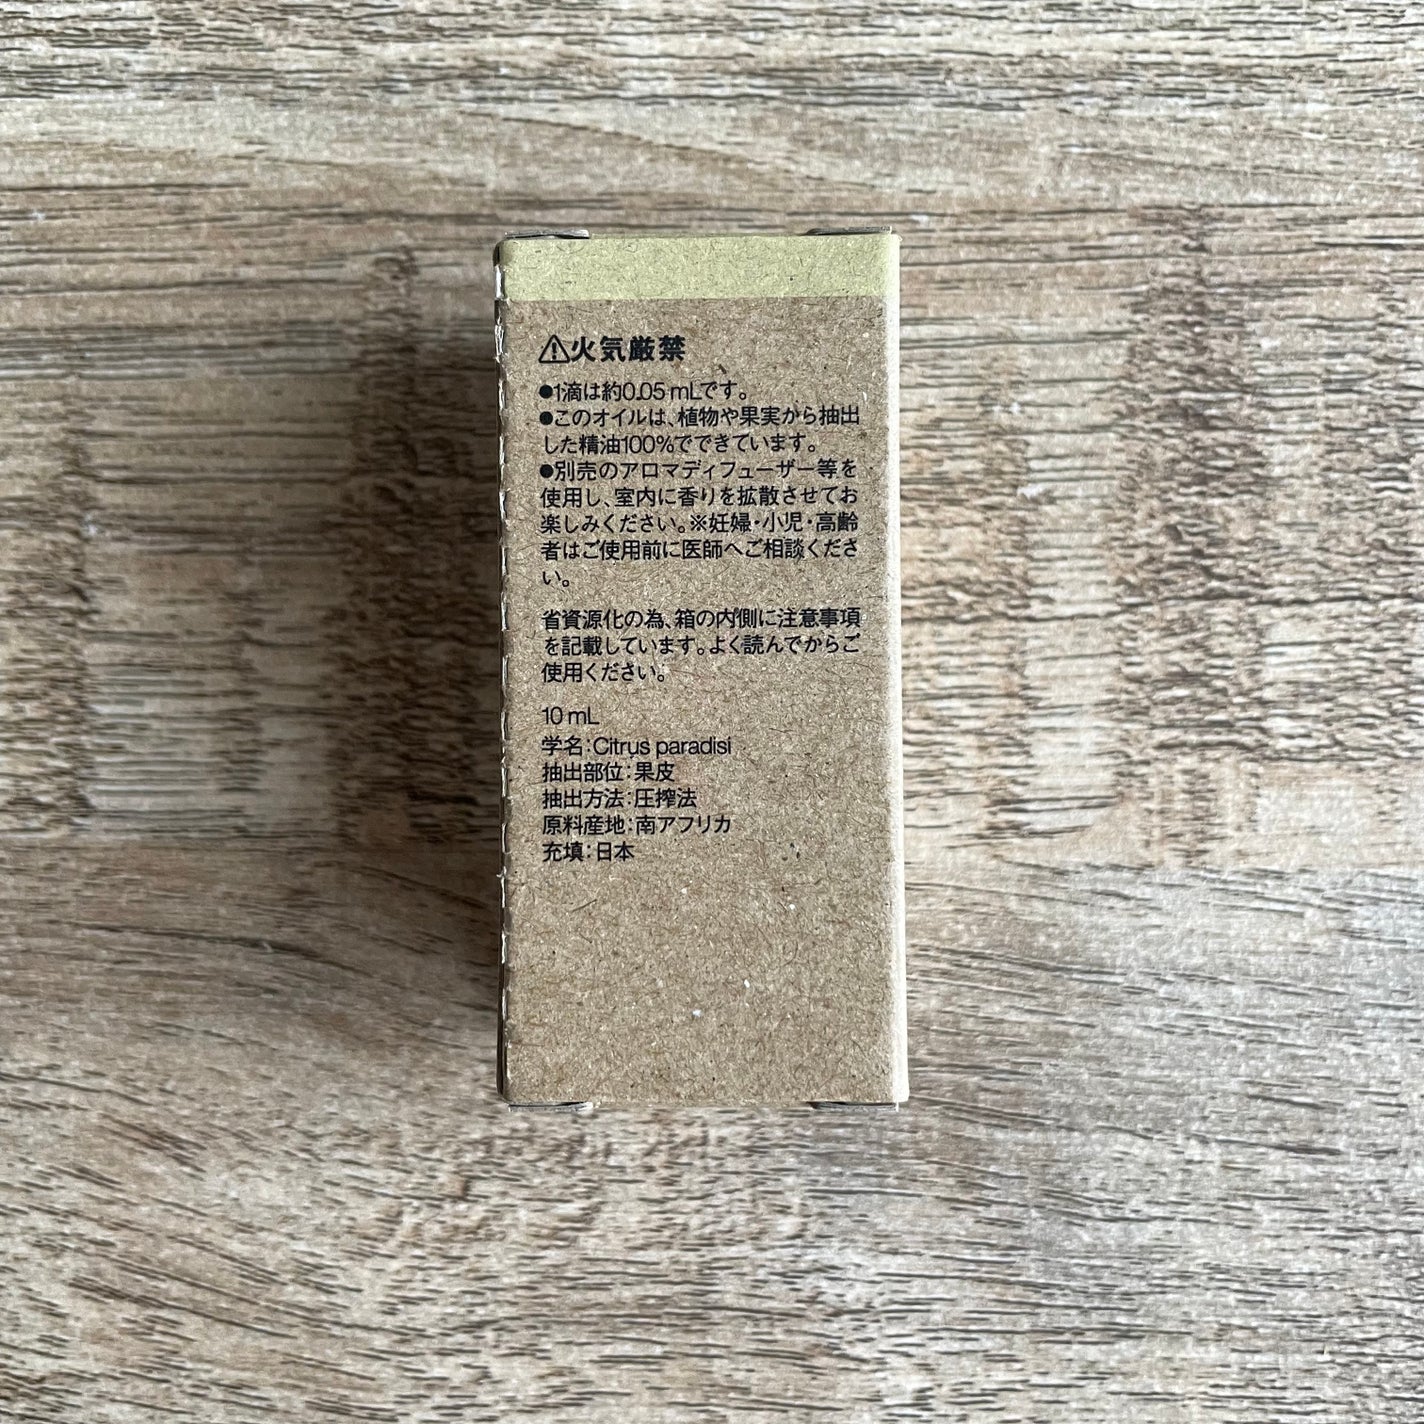 ⚠火気厳禁
●1滴は約0.05mLです。
●このオイルは、植物や果実から抽出
した精油100%でできています。
●別売のアロマディフューザー等を
使用し、室内に香りを拡散させてお
楽しみください。※妊婦・小児・高齢
者はご使用前に医師へご相談くださ
い。
省資源化の為、箱の内側に注意事項
を記載しています。よく読んでからご
使用ください。
10mL
学名:Citrus paradisi
抽出部位:果皮
抽出方法:圧搾法
原料産地:南アフリカ
充填:日本